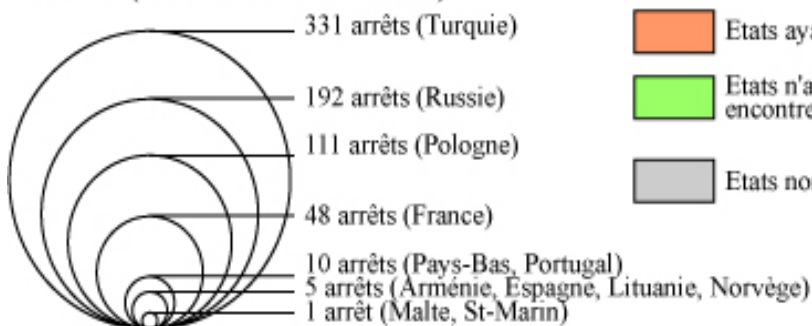 331 arrêts (Turquie)
192 arrêts (Russie)
111 arrêts (Pologne)
48 arrêts (France)
10 arrêts (Pays-Bas, Portugal)
5 arrêts (Arménie, Espagne, Lituanie, Norvège)
1 arrêt (Malte, St-Marin)
Etats
Etats
encontre
Etats